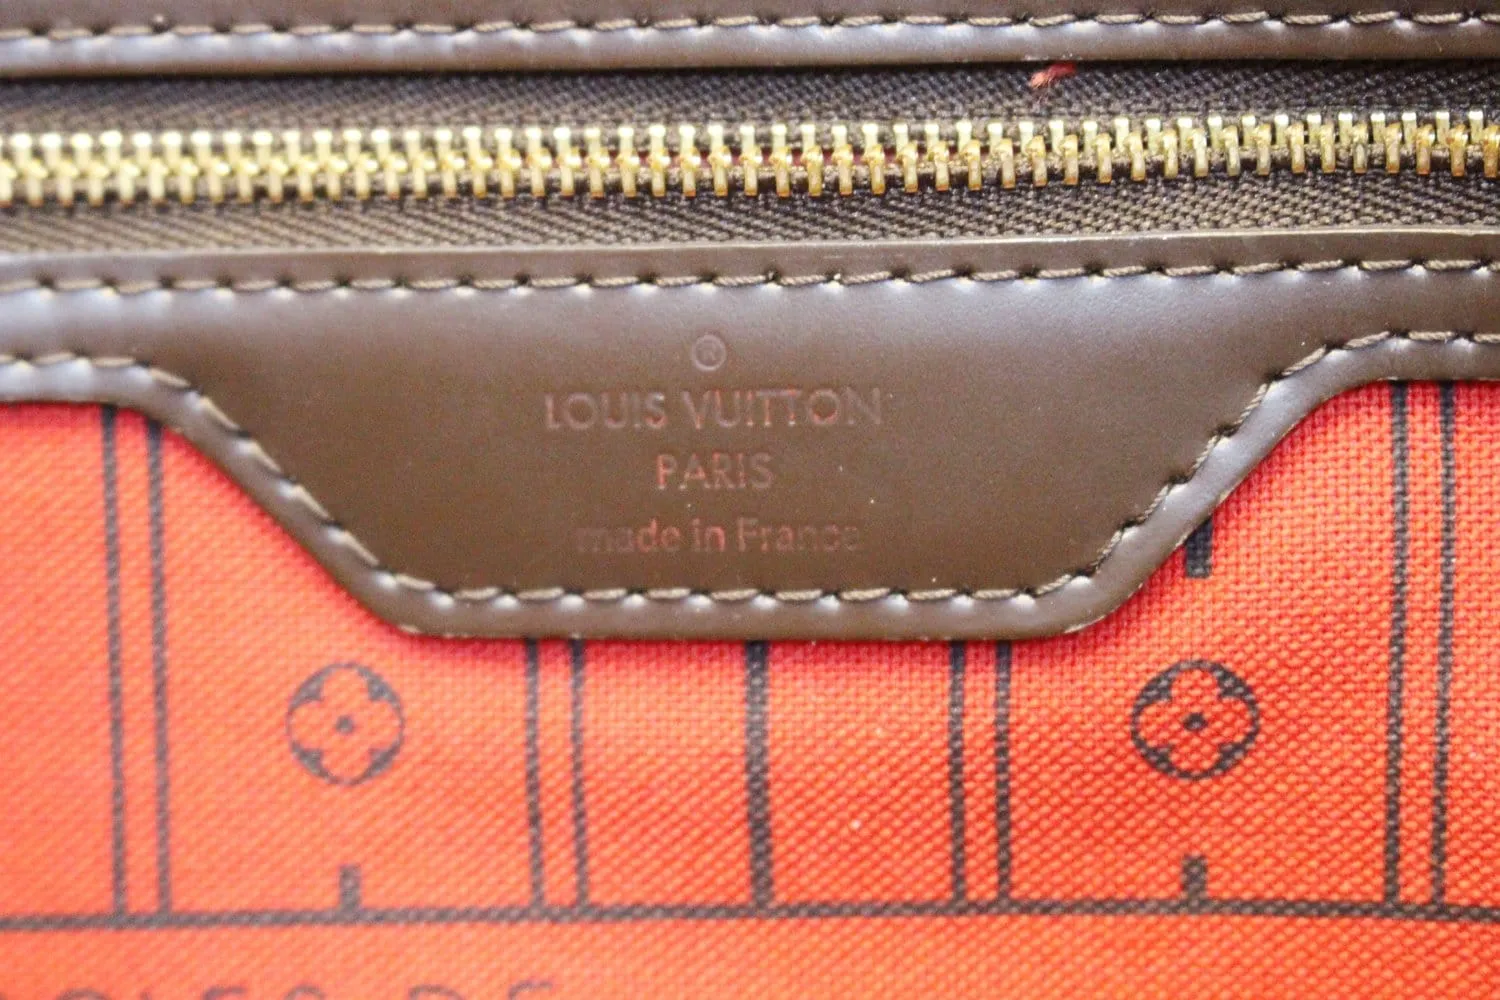 ®
LOUIS VUITTON
PARIS
made in France